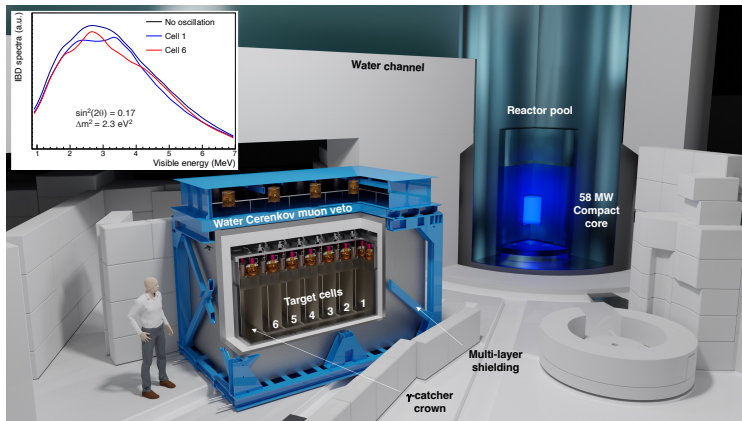 IBD spectra (a.u.)
No oscillation
Cell 1
Cell 6
sin²(2θ) = 0.17
Δm² = 2.3 eV²
1 2 3 4 5 6 7
Visible energy (MeV)
Water channel
Reactor pool
58 MW
Compact
core
Water Cerenkov muon veto
Target cells
6 5 4 3 2 1
Multi-layer
shielding
γ-catcher
crown